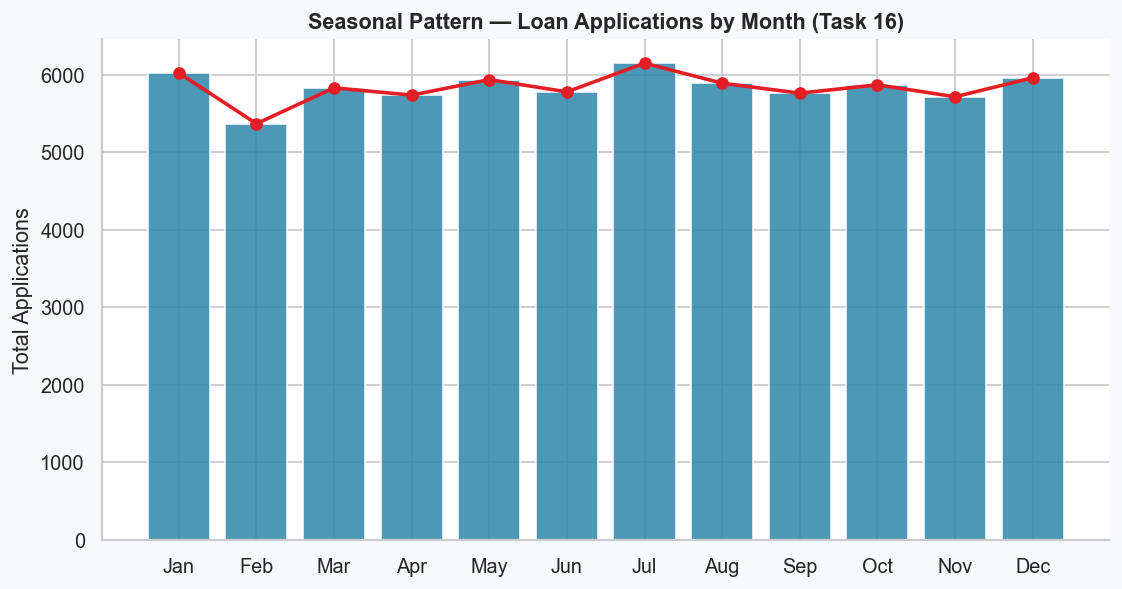 Seasonal Pattern — Loan Applications by Month (Task 16)
Total Applications
6000
5000
4000
3000
2000
1000
0
Jan Feb Mar Apr May Jun Jul Aug Sep Oct Nov Dec